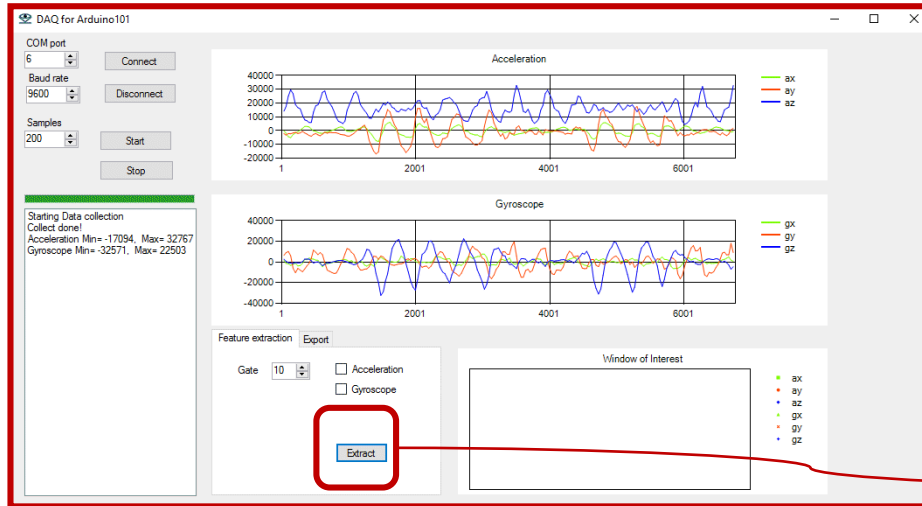 DAQ for Arduino101
COM port
6
Connect
Baud rate
9600
Disconnect
Samples
200
Start
Stop
Starting Data collection
Collect done!
Acceleration Min= -17094, Max= 32767
Gyroscope Min= -32571, Max= 22503
Acceleration
40000
30000
20000
10000
0
-10000
-20000
1 2001 4001 6001
ax
ay
az
Gyroscope
40000
20000
0
-20000
-40000
1 2001 4001 6001
gx
gy
gz
Feature extraction Export
Gate 10
Acceleration
Gyroscope
Extract
Window of Interest
ax
ay
az
gx
gy
gz